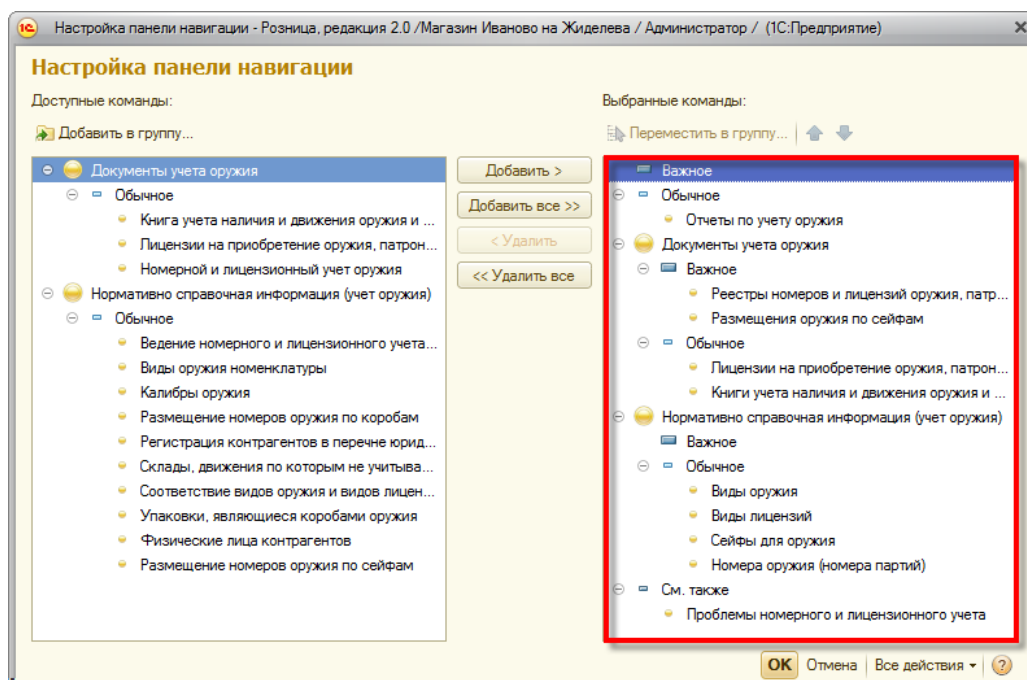 Настройка панели навигации - Розница, редакция 2.0 /Магазин Иваново на Жиделева / Администратор / (1С:Предприятие)
Настройка панели навигации
Доступные команды:
Добавить в группу...
Документы учета оружия
Обычное
Книга учета наличия и движения оружия и ...
Лицензии на приобретение оружия, патрон...
Номерной и лицензионный учет оружия
Нормативно справочная информация (учет оружия)
Обычное
Ведение номерного и лицензионного учета...
Виды оружия номенклатуры
Калибры оружия
Размещение номеров оружия по коробам
Регистрация контрагентов в перечне юрид...
Склады, движения по которым не учитыва...
Соответствие видов оружия и видов лицен...
Упаковки, являющиеся коробами оружия
Физические лица контрагентов
Размещение номеров оружия по сейфам
Добавить >
Добавить все >>
< Удалить
<< Удалить все
Выбранные команды:
Переместить в группу...
Важное
Обычное
Отчеты по учету оружия
Документы учета оружия
Важное
Реестры номеров и лицензий оружия, патр...
Размещения оружия по сейфам
Обычное
Лицензии на приобретение оружия, патрон...
Книги учета наличия и движения оружия и ...
Нормативно справочная информация (учет оружия)
Важное
Обычное
Виды оружия
Виды лицензий
Сейфы для оружия
Номера оружия (номера партий)
См. также
Проблемы номерного и лицензионного учета
ОК Отмена Все действия ?